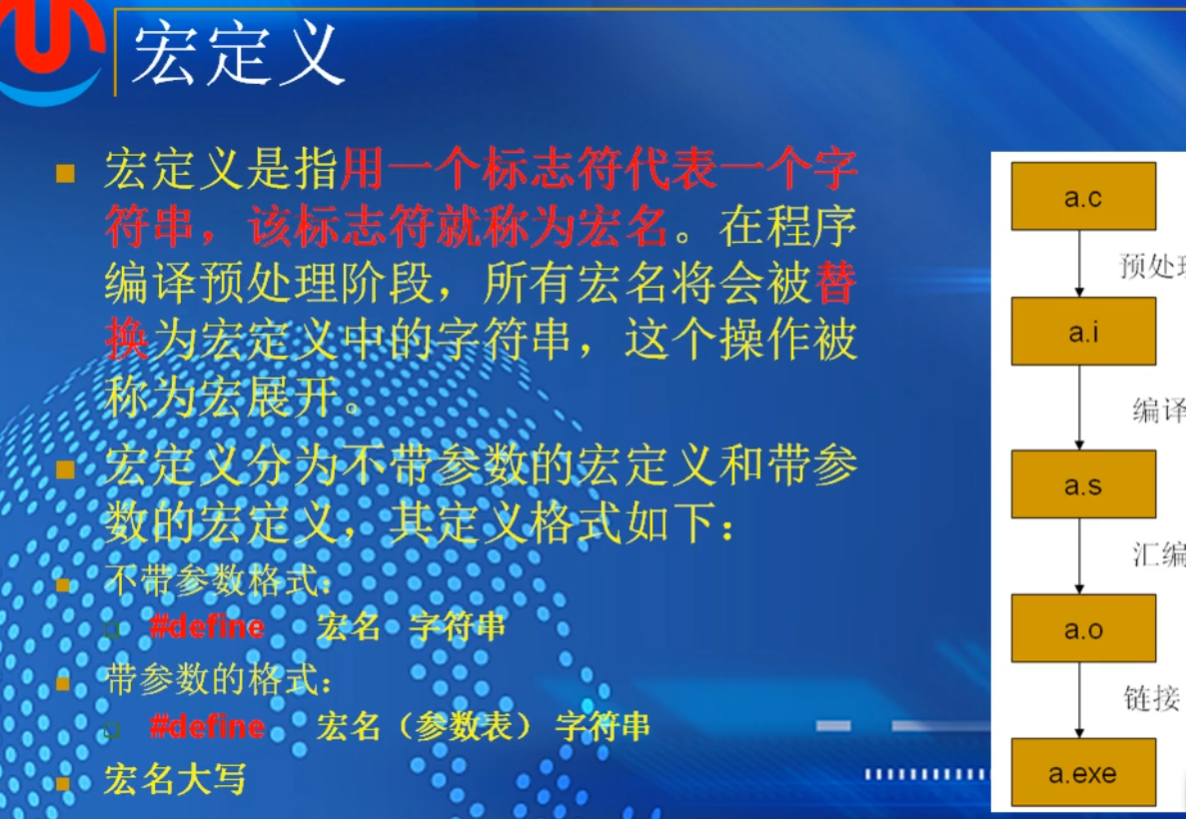 宏定义
宏定义是指用一个标志符代表一个字
符串，该标志符就称为宏名。在程序
编译预处理阶段，所有宏名将会被替
换为宏定义中的字符串，这个操作被
称为宏展开。
宏定义分为不带参数的宏定义和带参
数的宏定义，其定义格式如下：
不带参数格式：
#define 宏名 字符串
带参数的格式：
#define 宏名（参数表）字符串
宏名大写
a.c
预处理
a.i
编译
a.s
汇编
a.o
链接
a.exe